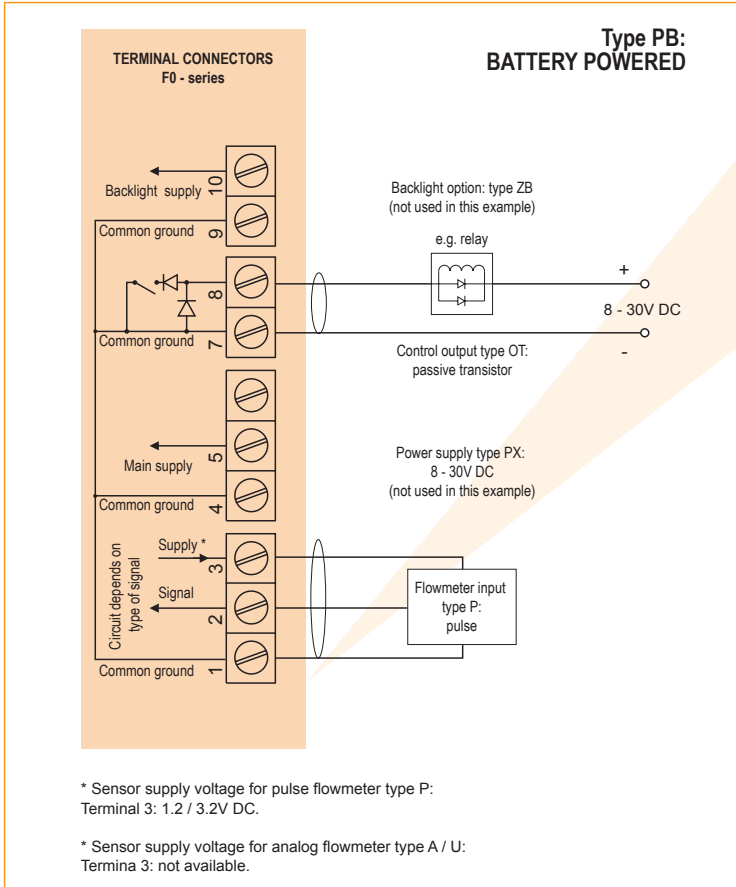 Type PB:
BATTERY POWERED
TERMINAL CONNECTORS
F0 - series
10
Backlight supply
9
Common ground
8
7
Common ground
5
Main supply
4
Common ground
Circuit depends on
type of signal
Supply *
3
Signal
2
1
Common ground
Backlight option: type ZB
(not used in this example)
e.g. relay
+
8 - 30V DC
-
Control output type OT:
passive transistor
Power supply type PX:
8 - 30V DC
(not used in this example)
Flowmeter input
type P:
pulse
* Sensor supply voltage for pulse flowmeter type P:
Terminal 3: 1.2 / 3.2V DC.
* Sensor supply voltage for analog flowmeter type A / U:
Termina 3: not available.